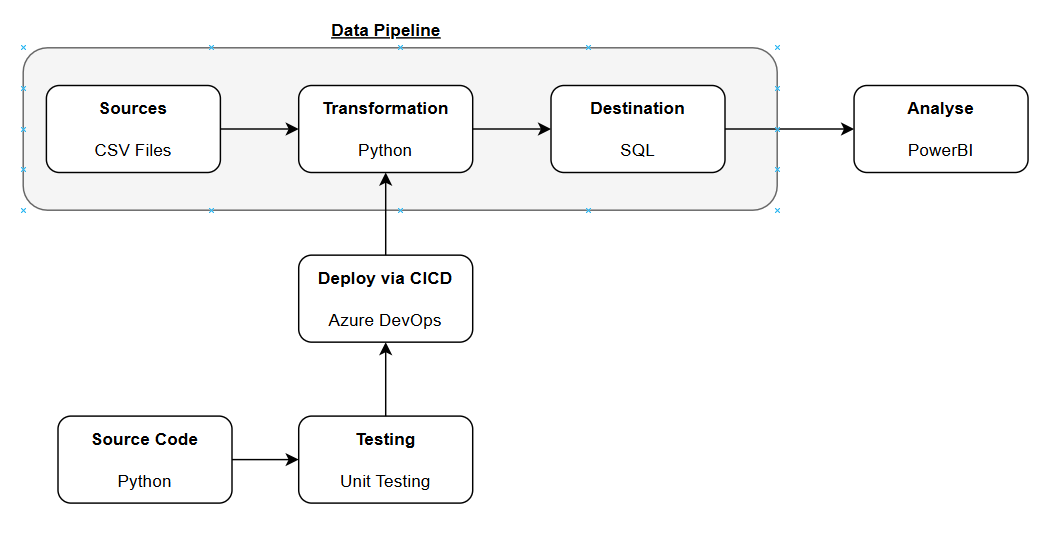 Data Pipeline
Sources
CSV Files
Transformation
Python
Destination
SQL
Analyse
PowerBI
Deploy via CICD
Azure DevOps
Source Code
Python
Testing
Unit Testing